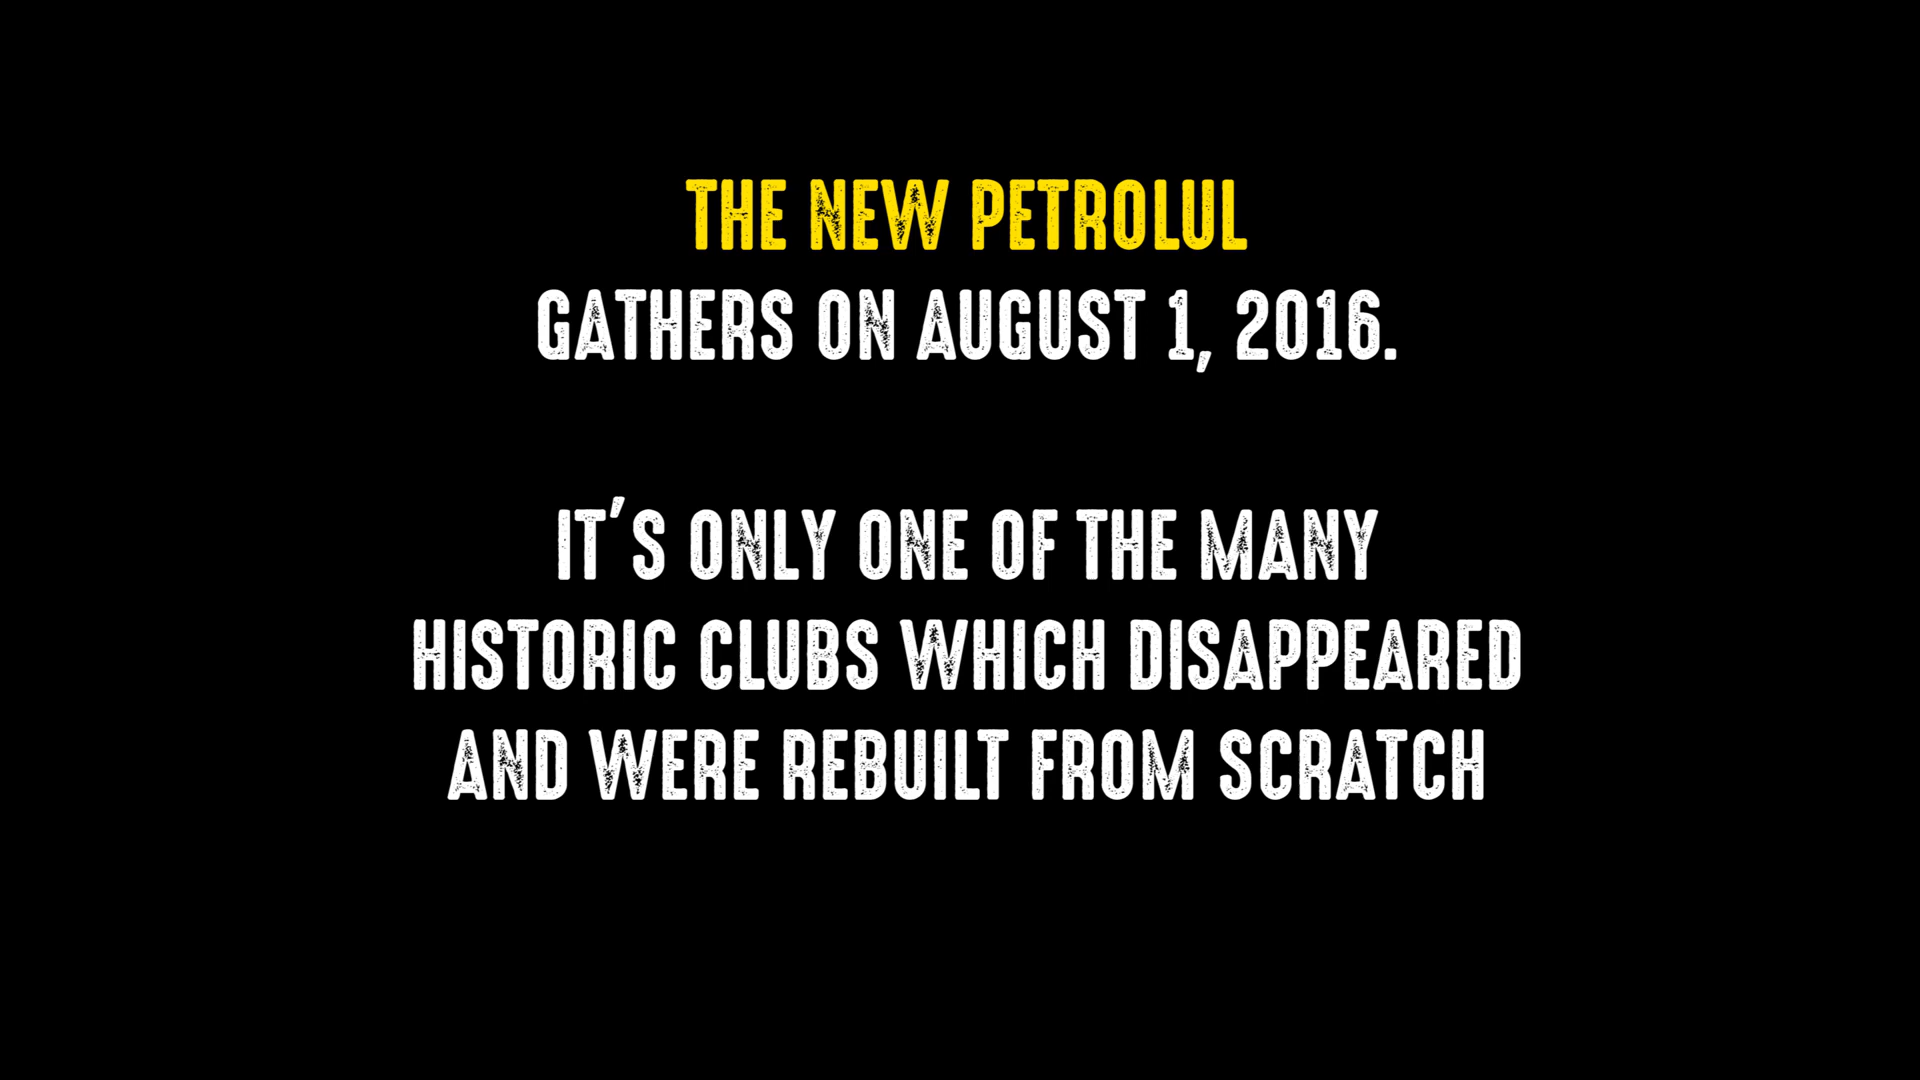 THE NEW PETROLUL
GATHERS ON AUGUST 1, 2016.
IT'S ONLY ONE OF THE MANY
HISTORIC CLUBS WHICH DISAPPEARED
AND WERE REBUILT FROM SCRATCH